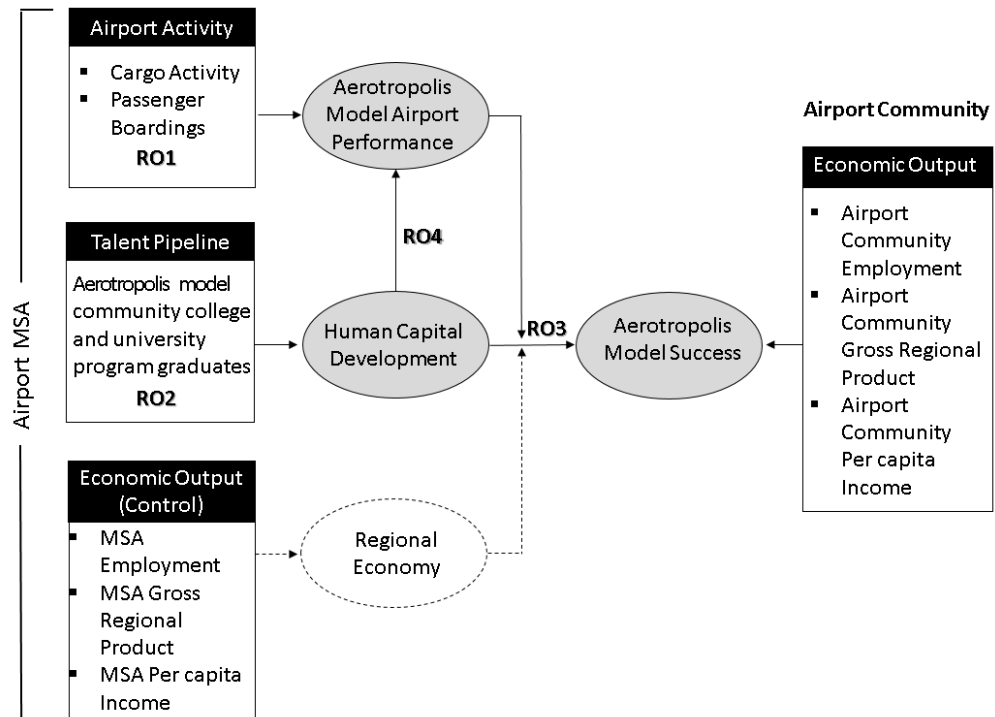 Airport MSA
Airport Activity
▪ Cargo Activity
▪ Passenger
Boardings
RO1
Talent Pipeline
Aerotropolis model
community college
and university
program graduates
RO2
Economic Output
(Control)
▪ MSA
Employment
▪ MSA Gross
Regional
Product
▪ MSA Per capita
Income
Aerotropolis
Model Airport
Performance
RO4
Human Capital
Development
Regional
Economy
RO3
Aerotropolis
Model Success
Airport Community
Economic Output
▪ Airport
Community
Employment
▪ Airport
Community
Gross Regional
Product
▪ Airport
Community
Per capita
Income